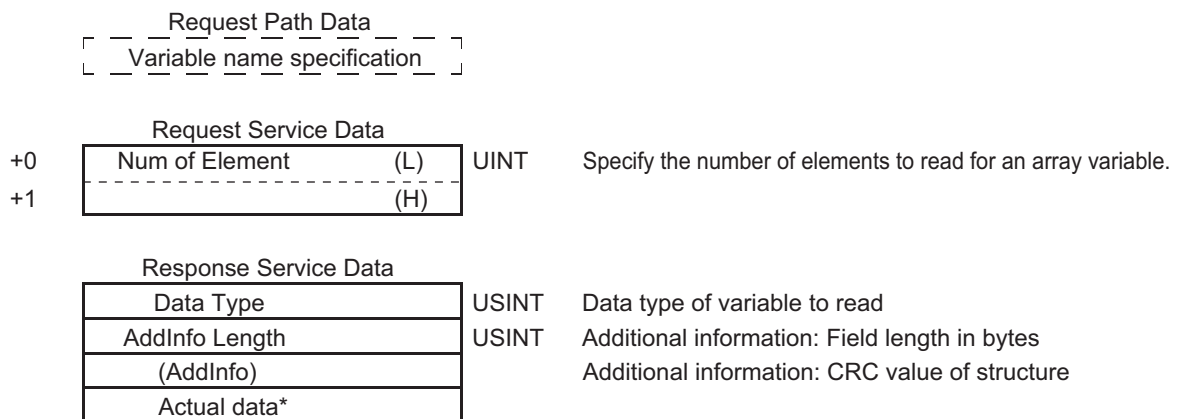 Request Path Data
Variable name specification
Request Service Data
+0 Num of Element (L) UINT Specify the number of elements to read for an array variable.
+1 (H)
Response Service Data
Data Type USINT Data type of variable to read
AddInfo Length USINT Additional information: Field length in bytes
(AddInfo) Additional information: CRC value of structure
Actual data*